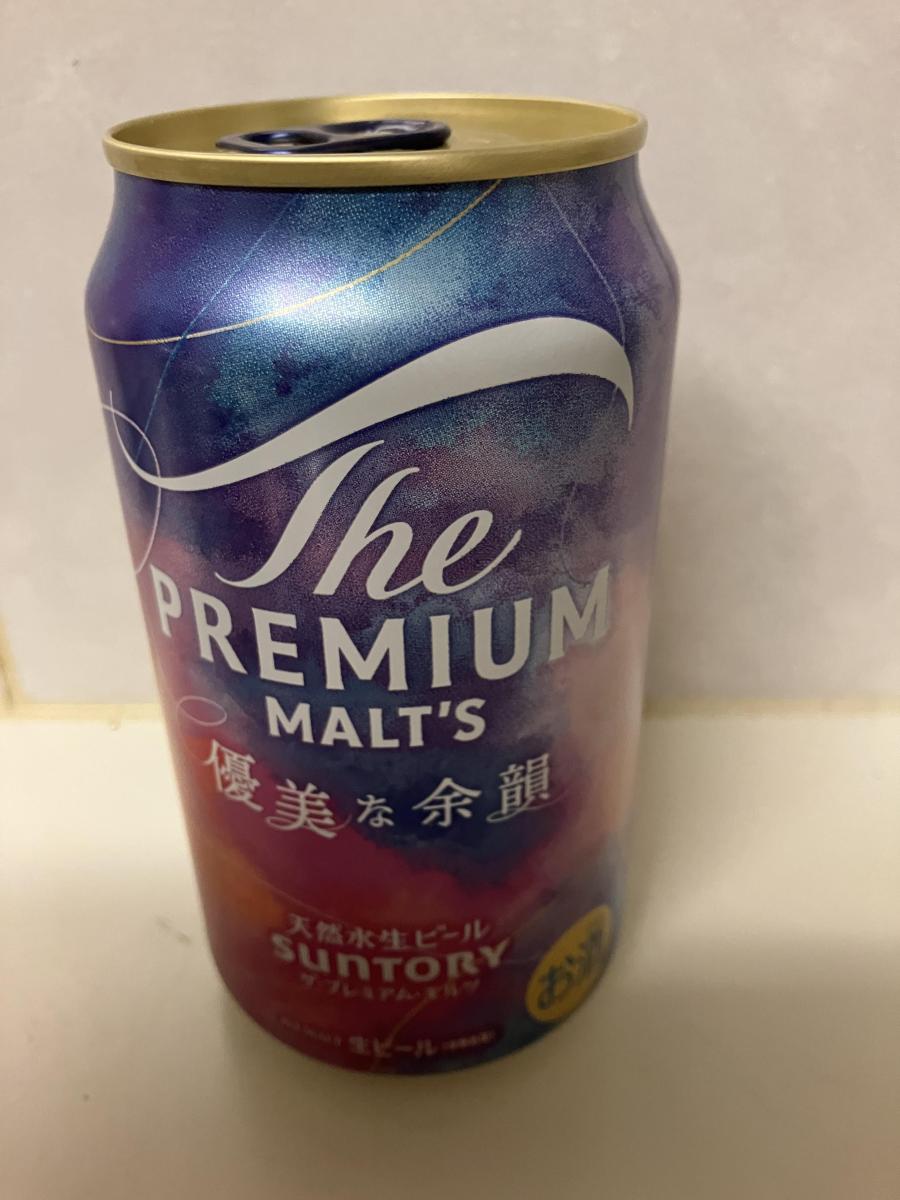 The
PREMIUM
MALT'S
優美な余韻
天然水生ビール
SUNTORY
ザ・プレミアム・モルツ
お酒
生ビール